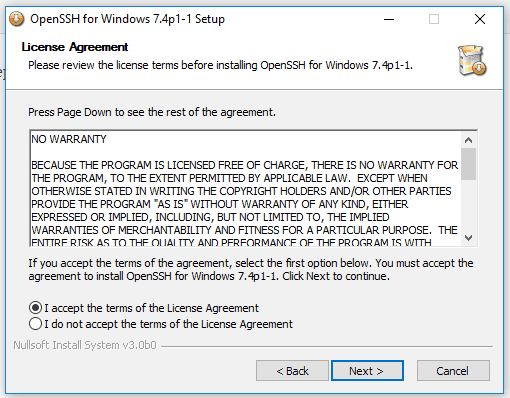 OpenSSH for Windows 7.4p1-1 Setup
License Agreement
Please review the license terms before installing OpenSSH for Windows 7.4p1-1.
Press Page Down to see the rest of the agreement.
NO WARRANTY
BECAUSE THE PROGRAM IS LICENSED FREE OF CHARGE, THERE IS NO WARRANTY FOR
THE PROGRAM, TO THE EXTENT PERMITTED BY APPLICABLE LAW.  EXCEPT WHEN
OTHERWISE STATED IN WRITING THE COPYRIGHT HOLDERS AND/OR OTHER PARTIES
PROVIDE THE PROGRAM "AS IS" WITHOUT WARRANTY OF ANY KIND, EITHER
EXPRESSED OR IMPLIED, INCLUDING, BUT NOT LIMITED TO, THE IMPLIED
WARRANTIES OF MERCHANTABILITY AND FITNESS FOR A PARTICULAR PURPOSE.  THE
ENTIRE RISK AS TO THE QUALITY AND PERFORMANCE OF THE PROGRAM IS WITH
If you accept the terms of the agreement, select the first option below. You must accept the
agreement to install OpenSSH for Windows 7.4p1-1. Click Next to continue.
I accept the terms of the License Agreement
I do not accept the terms of the License Agreement
Nullsoft Install System v3.0b0
< Back
Next >
Cancel